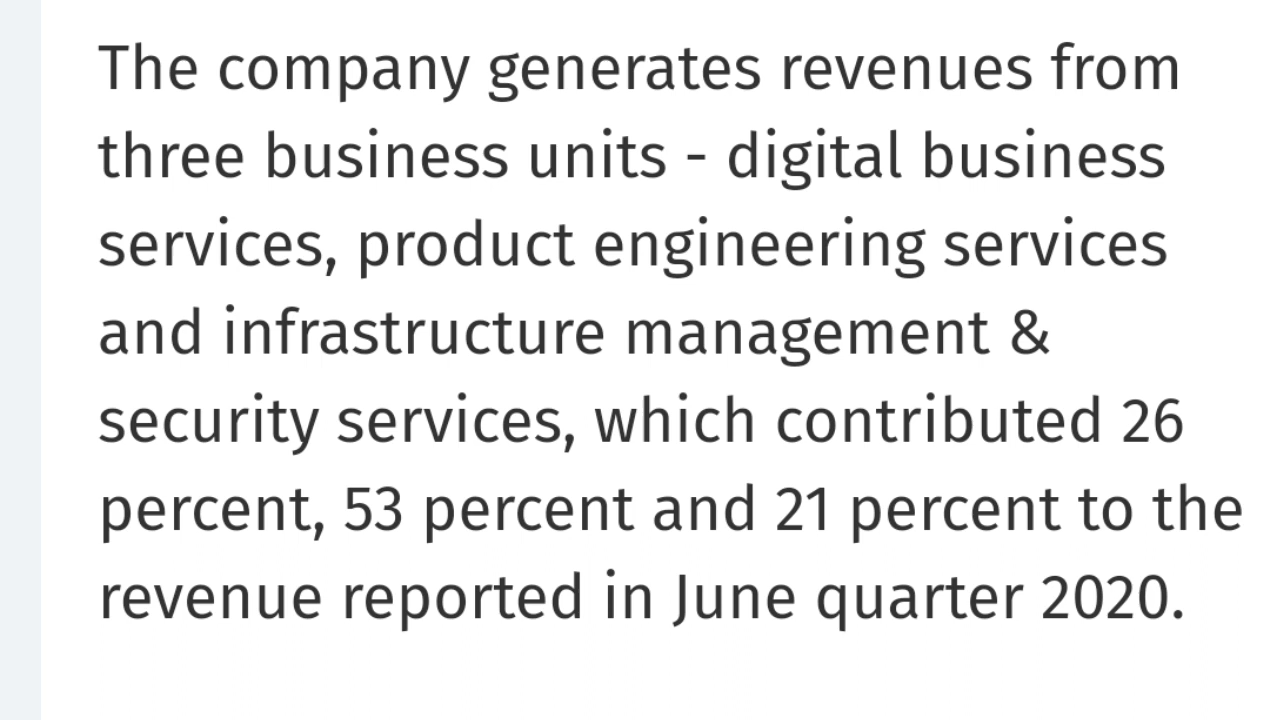 The company generates revenues from
three business units - digital business
services, product engineering services
and infrastructure management &
security services, which contributed 26
percent, 53 percent and 21 percent to the
revenue reported in June quarter 2020.